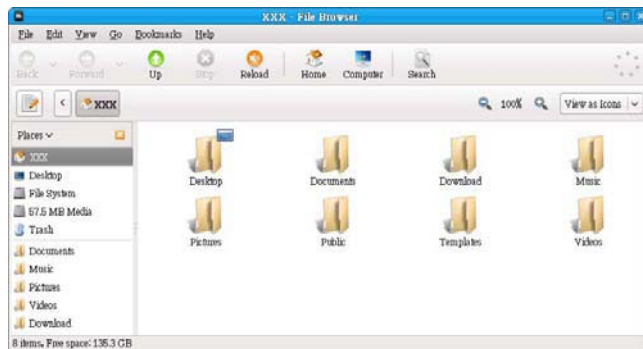 XXX - File Browser
File Edit View Go Bookmarks Help
Back Forward Up Stop Reload Home Computer Search
XXX 100% View as Icons
Places
XXX
Desktop
File System
57.5 MB Media
Trash
Documents
Music
Pictures
Videos
Download
Desktop Documents Download Music
Pictures Public Templates Videos
8 items, Free space: 135.3 GB